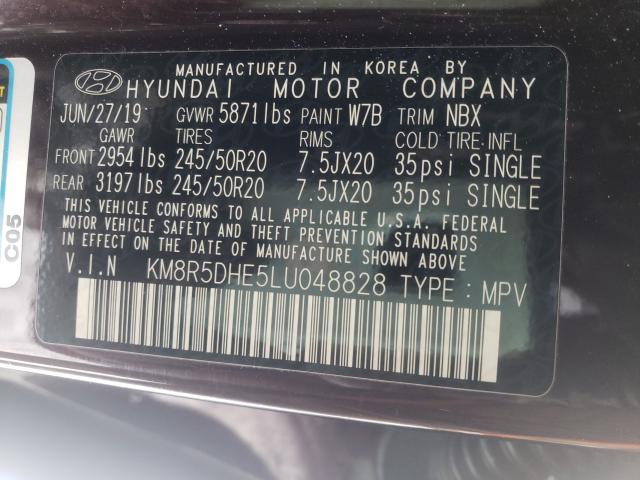 MANUFACTURED IN KOREA BY
HYUNDAI MOTOR COMPANY
JUN/27/19 GVWR 5871lbs PAINT W7B TRIM NBX
GAWR TIRES RIMS COLD TIRE INFL
FRONT 2954lbs 245/50R20 7.5JX20 35psi SINGLE
REAR 3197lbs 245/50R20 7.5JX20 35psi SINGLE
THIS VEHICLE CONFORMS TO ALL APPLICABLE U.S.A. FEDERAL
MOTOR VEHICLE SAFETY AND THEFT PREVENTION STANDARDS
IN EFFECT ON THE DATE OF MANUFACTURE SHOWN ABOVE
V.I.N KM8R5DHE5LU048828 TYPE : MPV
C05